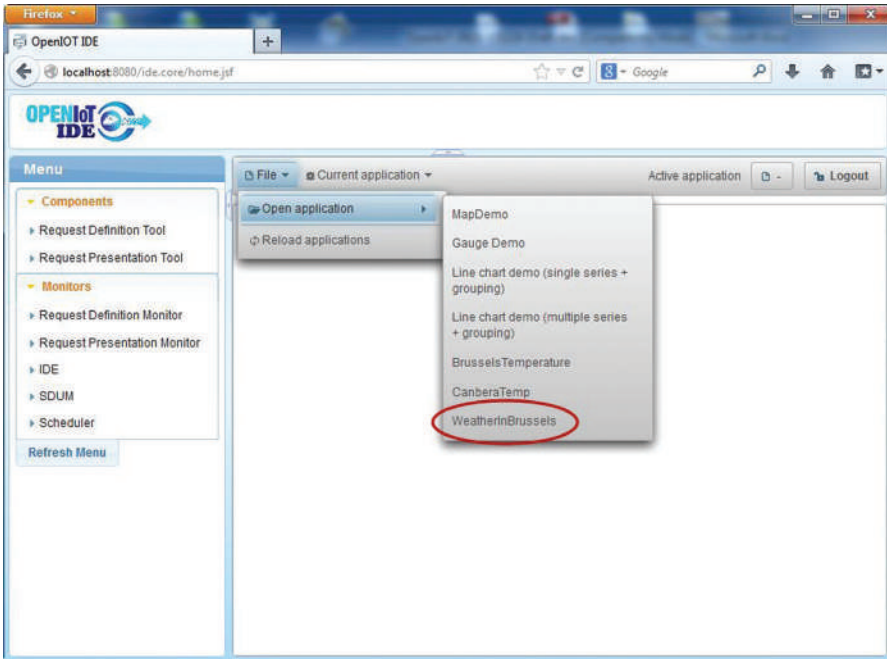 Firefox
OpenIOT IDE
localhost:8080/ide.core/home.jsf
Google
OPENIoT
IDE
Menu
File
Current application
Active application
-
Logout
Components
Request Definition Tool
Request Presentation Tool
Monitors
Request Definition Monitor
Request Presentation Monitor
IDE
SDUM
Scheduler
Refresh Menu
Open application
Reload applications
MapDemo
Gauge Demo
Line chart demo (single series +
grouping)
Line chart demo (multiple series
+ grouping)
BrusselsTemperature
CanberaTemp
WeatherInBrussels